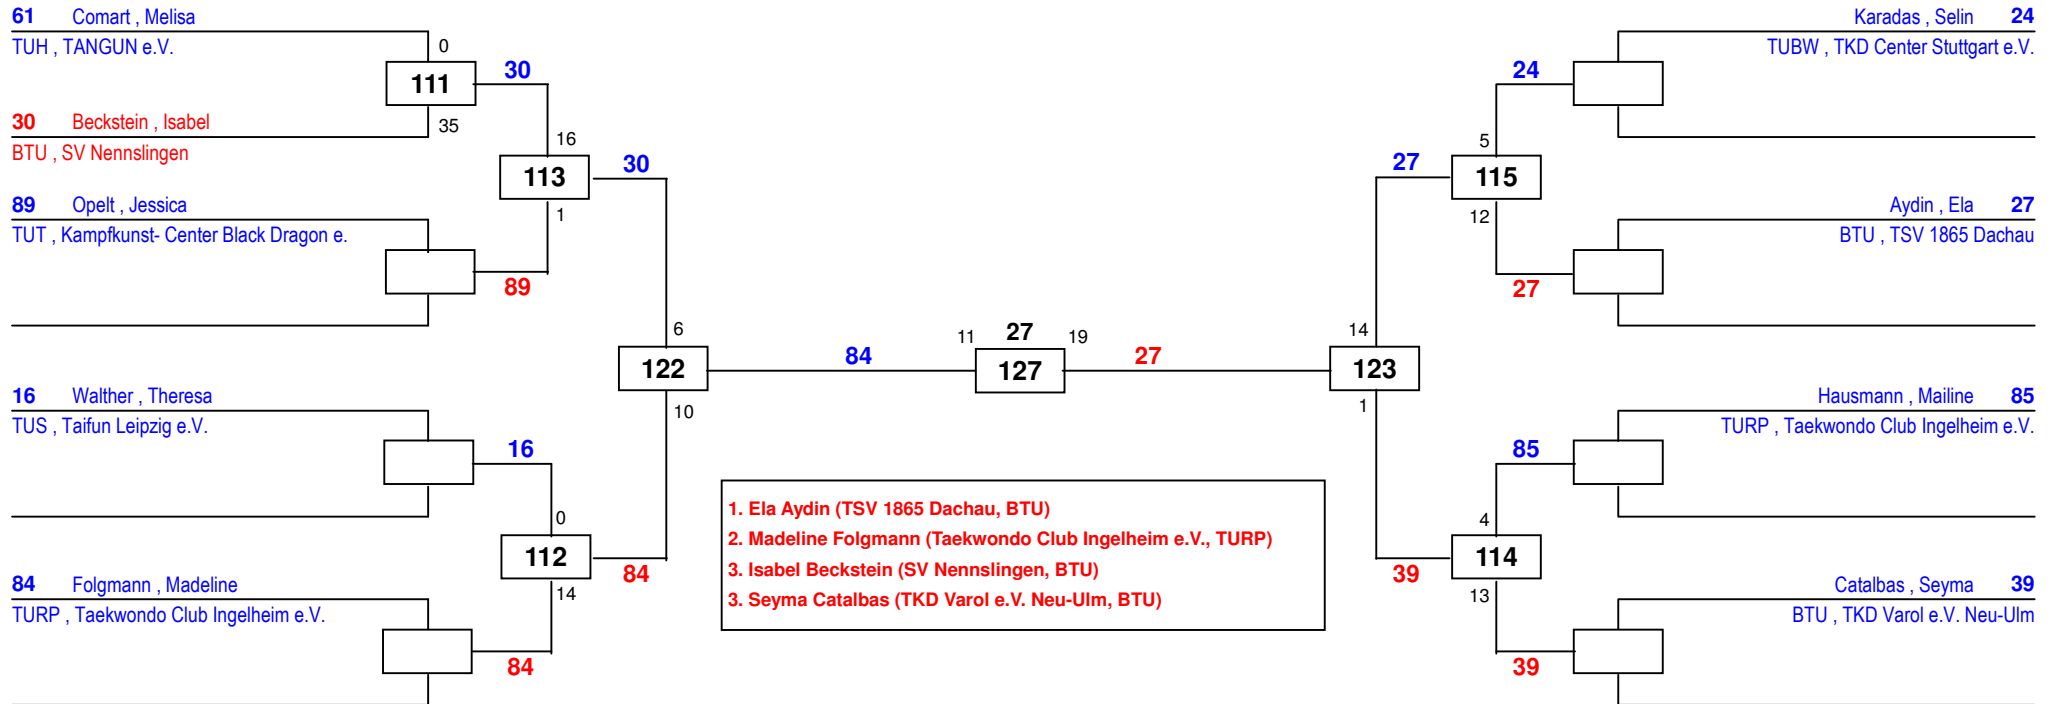 61 Comart , Melisa
TUH , TANGUN e.V.
0
111
30
35
30 Beckstein , Isabel
BTU , SV Nennslingen
16
113
30
1
89 Opelt , Jessica
TUT , Kampfkunst- Center Black Dragon e.
89
6
122
84
10
16 Walther , Theresa
TUS , Taifun Leipzig e.V.
16
0
112
84
14
84 Folgmann , Madeline
TURP , Taekwondo Club Ingelheim e.V.
84
11 27 19
127
27
1. Ela Aydin (TSV 1865 Dachau, BTU)
2. Madeline Folgmann (Taekwondo Club Ingelheim e.V., TURP)
3. Isabel Beckstein (SV Nennslingen, BTU)
3. Seyma Catalbas (TKD Varol e.V. Neu-Ulm, BTU)
Karadas , Selin 24
TUBW , TKD Center Stuttgart e.V.
24
5
27
115
12
Aydin , Ela 27
BTU , TSV 1865 Dachau
27
14
123
1
Hausmann , Mailine 85
TURP , Taekwondo Club Ingelheim e.V.
85
4
114
39
13
Catalbas , Seyma 39
BTU , TKD Varol e.V. Neu-Ulm
39